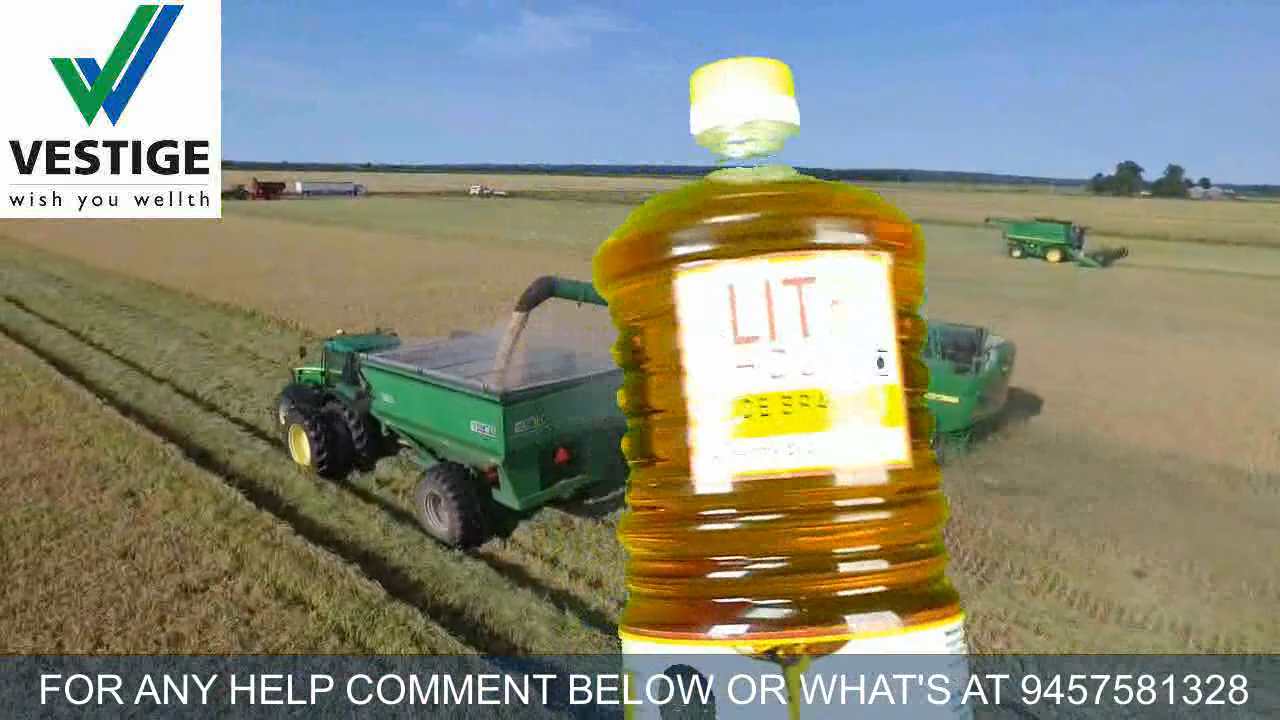 VESTIGE
wish you wellth
LIT
FOR ANY HELP COMMENT BELOW OR WHAT'S AT 9457581328